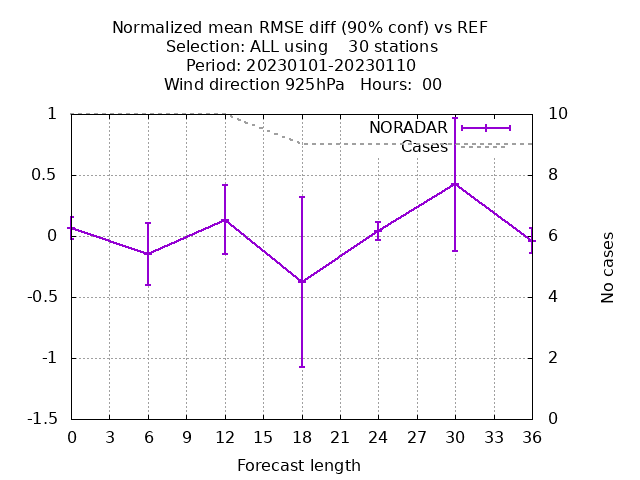 Normalized mean RMSE diff (90% conf) vs REF
Selection: ALL using    30 stations
Period: 20230101-20230110
Wind direction 925hPa   Hours:  00
1
0.5
0
-0.5
-1
-1.5
10
8
6
4
2
0
NORADAR
Cases
No cases
0 3 6 9 12 15 18 21 24 27 30 33 36
Forecast length